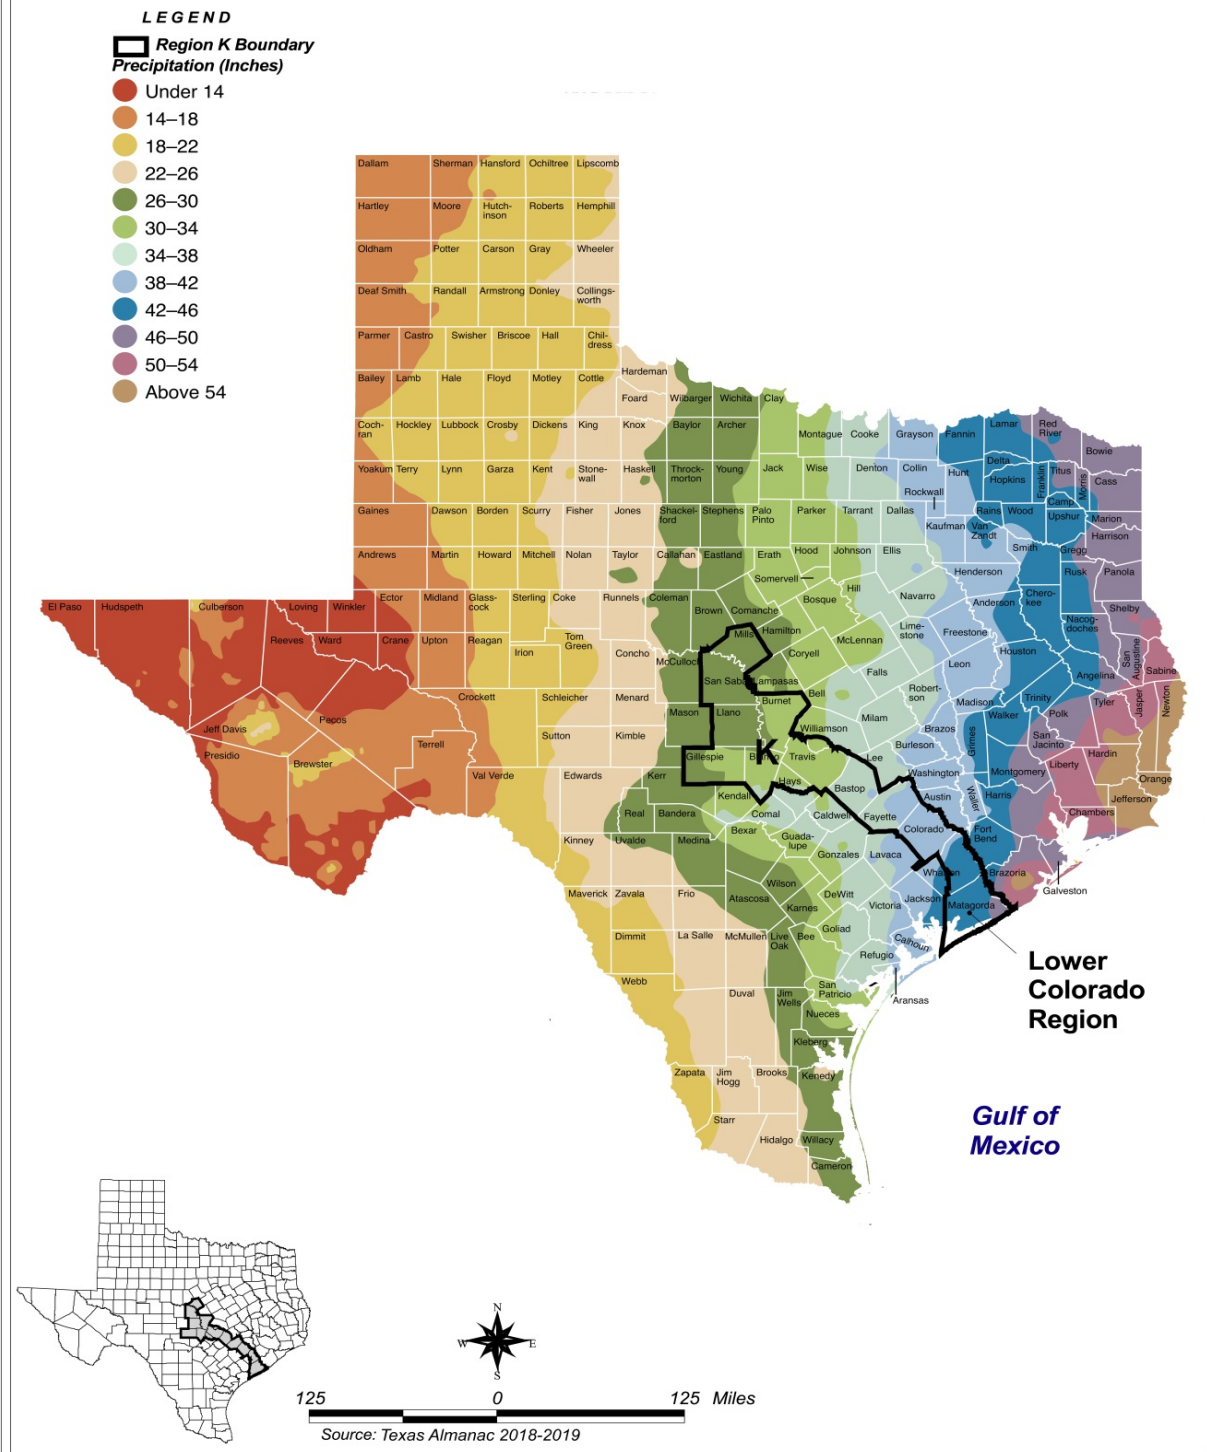 LEGEND
Region K Boundary
Precipitation (Inches)
Under 14
14–18
18–22
22–26
26–30
30–34
34–38
38–42
42–46
46–50
50–54
Above 54
Dallam Sherman Hansford Ochiltree Lipscomb
Hartley Moore Hutch- Roberts Hemphill
inson
Oldham Potter Carson Gray Wheeler
Deaf Smith Randall Armstrong Donley Collings-
worth
Parmer Castro Swisher Briscoe Hall Chil-
dress
Hardeman
Bailey Lamb Hale Floyd Motley Cottle
Foard Wilbarger Wichita Clay
Coch- Hockley Lubbock Crosby Dickens King Knox Baylor Archer Montague Cooke Grayson Fannin Lamar Red
ran River
Bowie
Yoakum Terry Lynn Garza Kent Stone- Haskell Throck- Young Jack Wise Denton Collin Hunt Delta Hopkins Franklin Titus Morris Cass
wall morton
Rockwall
Camp
Gaines Dawson Borden Scurry Fisher Jones Shackel- Stephens Palo Parker Tarrant Dallas Rains Wood Upshur Marion
ford Pinto
Kaufman Van
Zandt
Harrison
Andrews Martin Howard Mitchell Nolan Taylor Callahan Eastland Erath Hood Johnson Ellis Smith Gregg
Somervell Henderson Rusk Panola
El Paso Hudspeth Culberson Loving Winkler Ector Midland Glass- Sterling Coke Runnels Coleman Brown Comanche Bosque Hill Navarro Anderson Chero-
cock kee
Shelby
Reeves Ward Crane Upton Reagan Irion Tom
Green
Concho McCulloch Mills Hamilton Coryell McLennan Lime-
stone
Freestone Nacog-
doches
Houston San
Augustine
Sabine
Crockett Schleicher Menard San Saba Lampasas Bell Falls Leon Angelina
Robert-
son
Madison Trinity
Jeff Davis Pecos Mason Llano Burnet Williamson Milam Brazos Grimes Walker Polk Tyler Jasper Newton
Presidio Brewster Terrell Sutton Kimble Burleson San
Jacinto
Hardin
K
Gillespie Blanco Travis Lee
Val Verde Edwards Kerr Hays Bastrop Washington Montgomery Liberty Orange
Kendall Austin Waller Harris Jefferson
Real Bandera Comal Caldwell Fayette Chambers
Kinney Uvalde Medina Bexar Guada-
lupe
Colorado Fort
Bend
Gonzales Lavaca
Wharton Brazoria
Wilson Galveston
Maverick Zavala Frio Atascosa Karnes DeWitt Victoria Jackson Matagorda
Goliad
Dimmit La Salle McMullen Live
Oak
Bee Calhoun
Refugio
Webb Duval Jim
Wells
San
Patricio
Aransas
Nueces
Kleberg
Zapata Jim
Hogg
Brooks Kenedy
Starr
Hidalgo Willacy
Cameron
Lower
Colorado
Region
Gulf of
Mexico
N
W E
S
125 0 125 Miles
Source: Texas Almanac 2018-2019